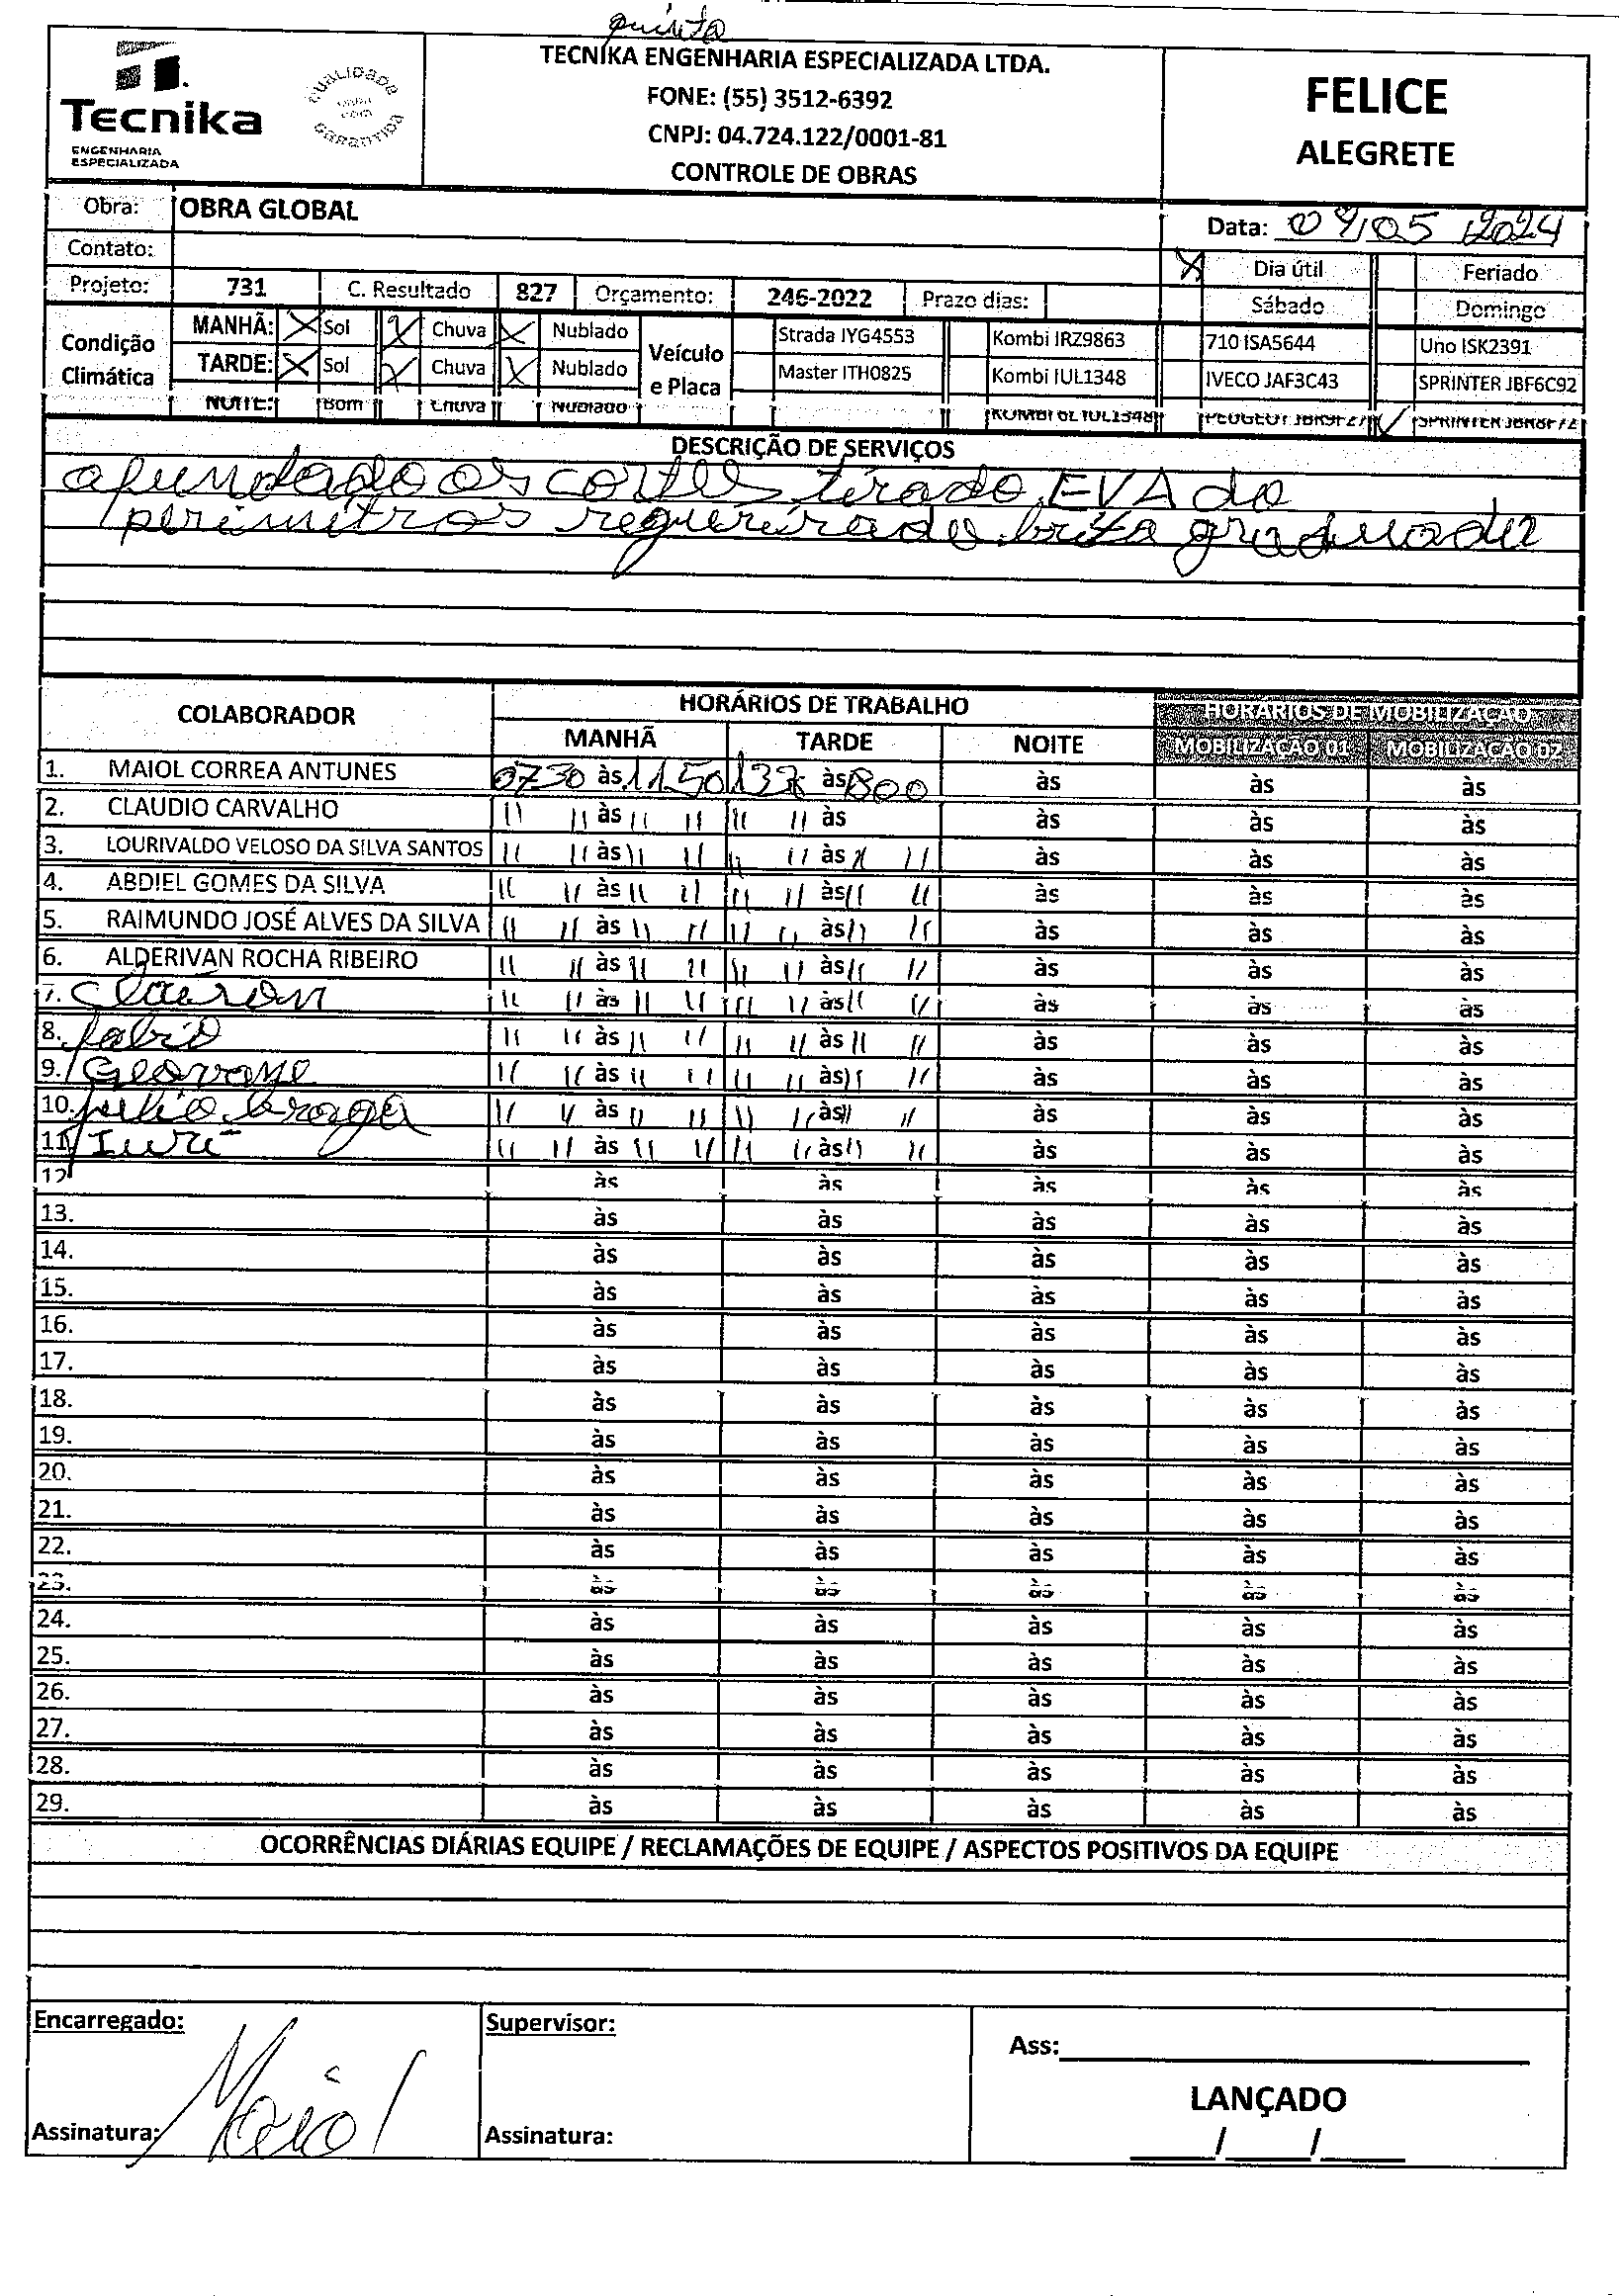 quinta
Tecnika
ENGENHARIA
ESPECIALIZADA
QUALIDADE
COM
GARANTIDA
TECNIKA ENGENHARIA ESPECIALIZADA LTDA.
FONE: (55) 3512-6392
CNPJ: 04.724.122/0001-81
CONTROLE DE OBRAS
FELICE
ALEGRETE
Obra: OBRA GLOBAL
Data: 09/05/2024
Contato:
X Dia útil Feriado
Projeto: 731 C. Resultado 827 Orçamento: 246-2022 Prazo dias:
Sábado Domingo
Condição Climática
MANHÃ: X Sol X Chuva X Nublado
TARDE: X Sol X Chuva X Nublado
NOITE: Bom Chuva Nublado
Veículo e Placa
Strada IYG4553 Kombi IRZ9863 710 ISA5644 Uno ISK2391
Master ITH0825 Kombi IUL1348 IVECO JAF3C43 SPRINTER JBF6C92
KOMBI 6L IUL1348 PEUGEOT JBK9F27 SPRINTER JBK8F72
DESCRIÇÃO DE SERVIÇOS
afundado os cortes tirado EVA do
perimitros requeirado brita graduada
COLABORADOR HORÁRIOS DE TRABALHO HORÁRIOS DE MOBILIZAÇÃO
MANHÃ TARDE NOITE MOBILIZAÇÃO 01 MOBILIZAÇÃO 02
1. MAIOL CORREA ANTUNES 0730 às 1150 1330 às 1800 às às às
2. CLAUDIO CARVALHO " " às " " " " às às às às
3. LOURIVALDO VELOSO DA SILVA SANTOS " " às " " " " às " " às às às
4. ABDIEL GOMES DA SILVA " " às " " " " às " " às às às
5. RAIMUNDO JOSÉ ALVES DA SILVA " " às " " " " às " " às às às
6. ALDERIVAN ROCHA RIBEIRO " " às " " " " às " " às às às
7. Clairon " " às " " " " às " " às às às
8. fabio " " às " " " " às " " às às às
9. Geovane " " às " " " " às " " às às às
10. julio braga " " às " " " " às " " às às às
11. Iuri " " às " " " " às " " às às às
12 às às às às às
13. às às às às às
14. às às às às às
15. às às às às às
16. às às às às às
17. às às às às às
18. às às às às às
19. às às às às às
20. às às às às às
2121. às às às às às
2222. às às às às às
2323. às às às às às
2424.. às às às às às
25. às às às às às
26. às às às às às
27. às às às às às
28. às às às às às
29. às às às às às
OCORRÊNCIAS DIÁRIAS EQUIPE / RECLAMAÇÕES DE EQUIPE / ASPECTOS POSITIVOS DA EQUIPE
Encarregado:
Supervisor:
Ass:
LANÇADO
Assinatura: Maiol
Assinatura:
___/___/___